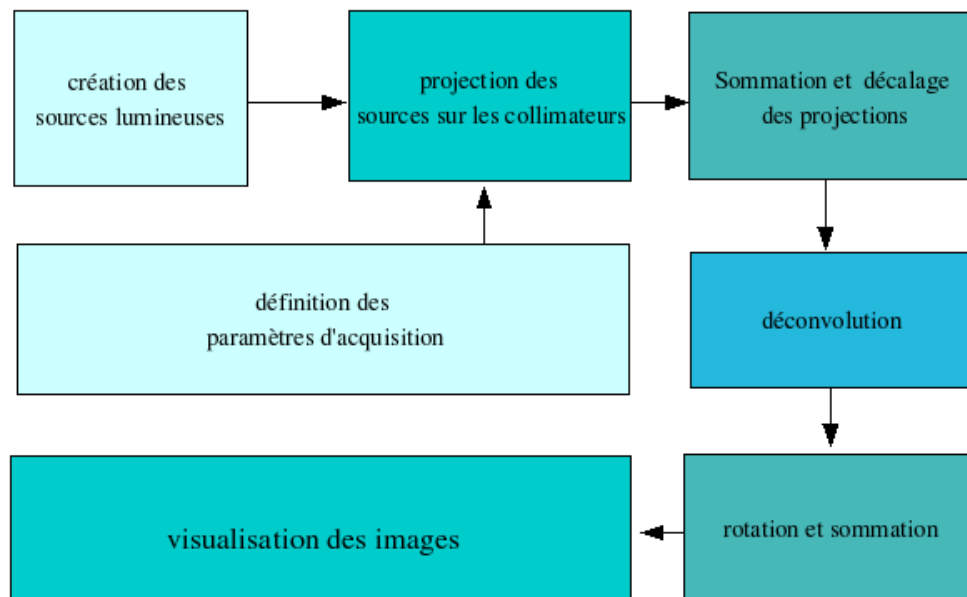 création des
sources lumineuses
projection des
sources sur les collimateurs
Sommation et décalage
des projections
définition des
paramètres d'acquisition
déconvolution
visualisation des images
rotation et sommation